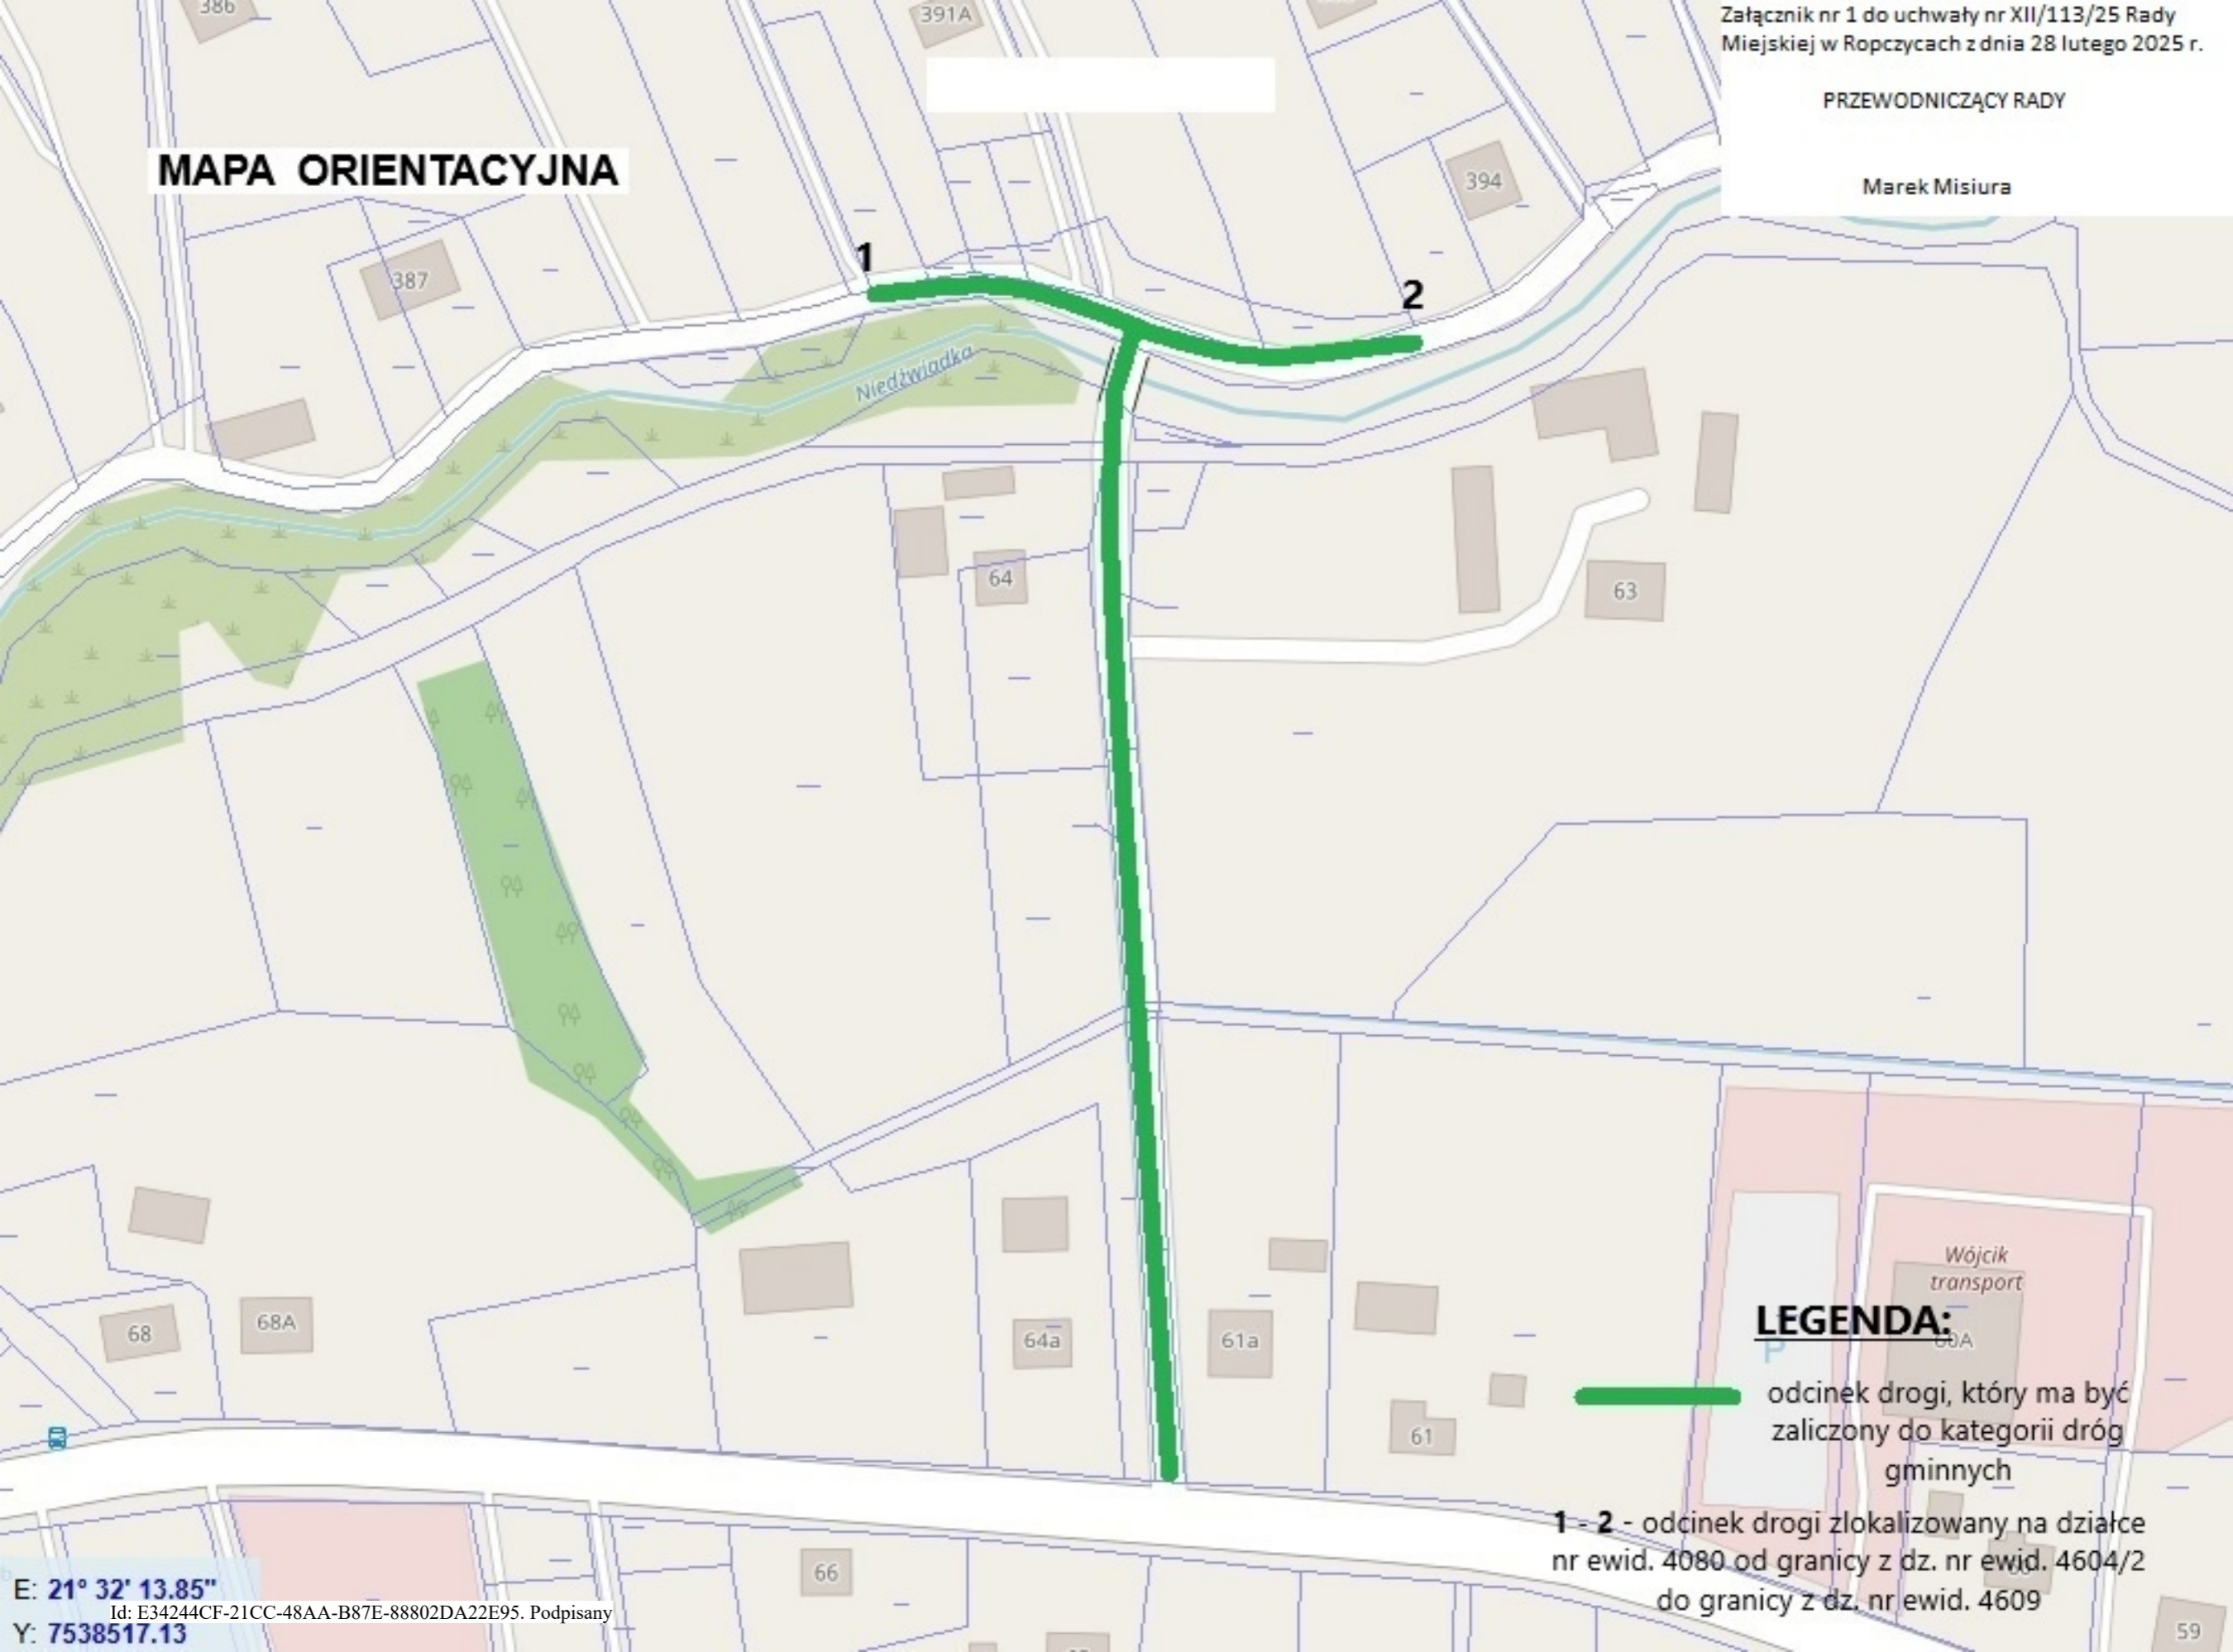 386
391A
Załącznik nr 1 do uchwały nr XII/113/25 Rady
Miejskiej w Ropczycach z dnia 28 lutego 2025 r.
PRZEWODNICZĄCY RADY
Marek Misiura
MAPA ORIENTACYJNA
394
387
1
2
Niedźwiadka
64
63
Wójcik
transport
68
68A
64a
61a
61
LEGENDA:
60A
P
odcinek drogi, który ma być
zaliczony do kategorii dróg
gminnych
1 - 2 - odcinek drogi zlokalizowany na działce
nr ewid. 4080 od granicy z dz. nr ewid. 4604/2
do granicy z dz. nr ewid. 4609
66
59
E: 21° 32' 13.85"
Id: E34244CF-21CC-48AA-B87E-88802DA22E95. Podpisany
Y: 7538517.13